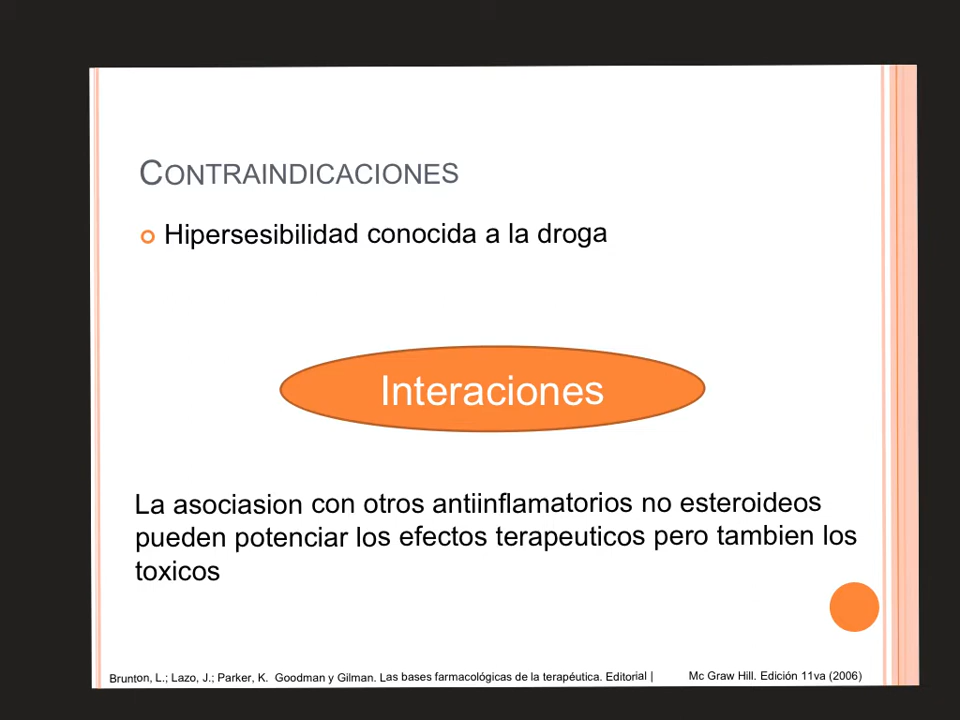 CONTRAINDICACIONES
Hipersesibilidad conocida a la droga
Interaciones
La asociasion con otros antiinflamatorios no esteroideos
pueden potenciar los efectos terapeuticos pero tambien los
toxicos
Brunton, L.; Lazo, J.; Parker, K. Goodman y Gilman. Las bases farmacológicas de la terapéutica. Editorial | Mc Graw Hill. Edición 11va (2006)